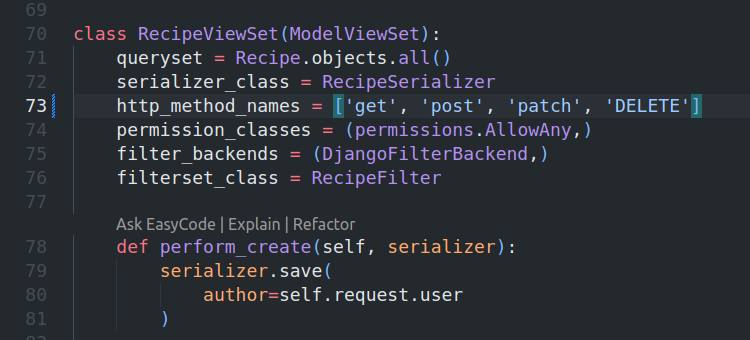 69
70 class RecipeViewSet(ModelViewSet):
71     queryset = Recipe.objects.all()
72     serializer_class = RecipeSerializer
73     http_method_names = ['get', 'post', 'patch', 'DELETE']
74     permission_classes = (permissions.AllowAny,)
75     filter_backends = (DjangoFilterBackend,)
76     filterset_class = RecipeFilter
77
Ask EasyCode | Explain | Refactor
78     def perform_create(self, serializer):
79         serializer.save(
80             author=self.request.user
81         )